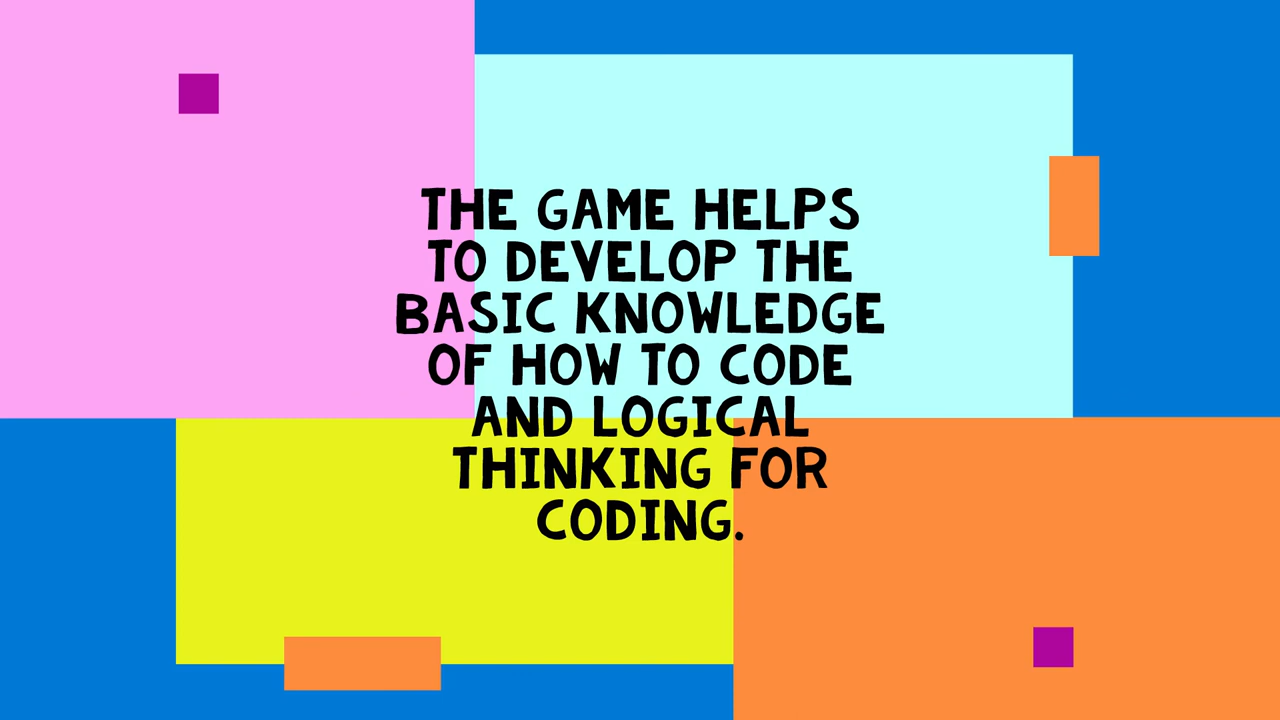 THE GAME HELPS
TO DEVELOP THE
BASIC KNOWLEDGE
OF HOW TO CODE
AND LOGICAL
THINKING FOR
CODING.